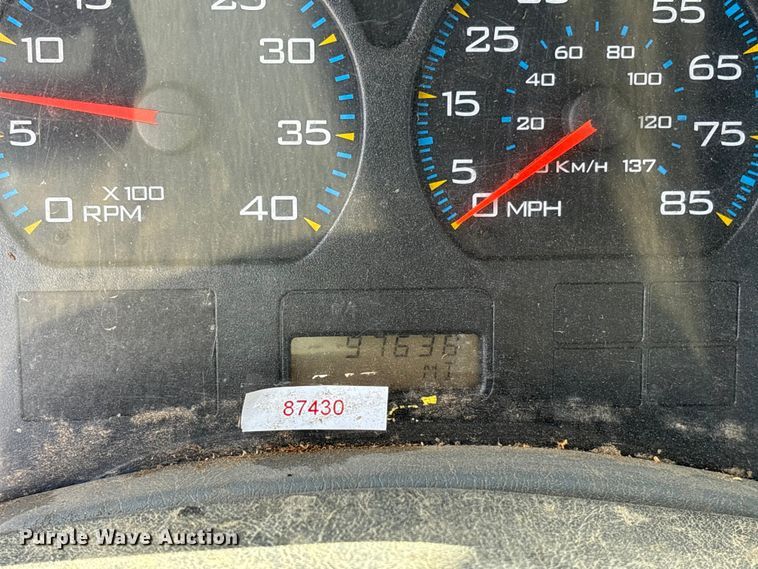 25 55
10 25 30 60 80 65
40 100
15 20 120 75
5 35 5 KM/H 137
X 100
0 RPM 40 0 MPH 85
97636
MI
87430
Purple Wave Auction